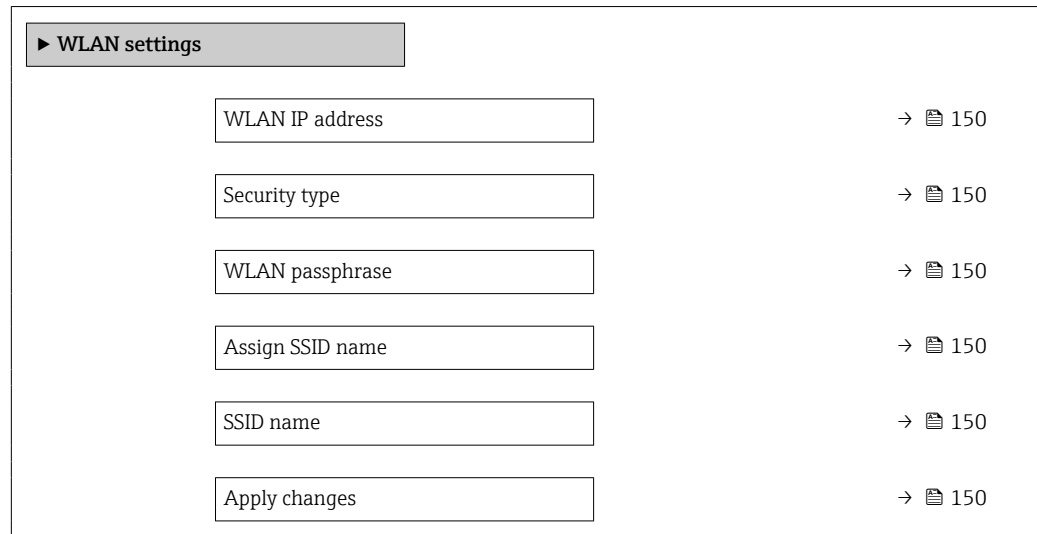 ▶ WLAN settings
WLAN IP address → 150
Security type → 150
WLAN passphrase → 150
Assign SSID name → 150
SSID name → 150
Apply changes → 150